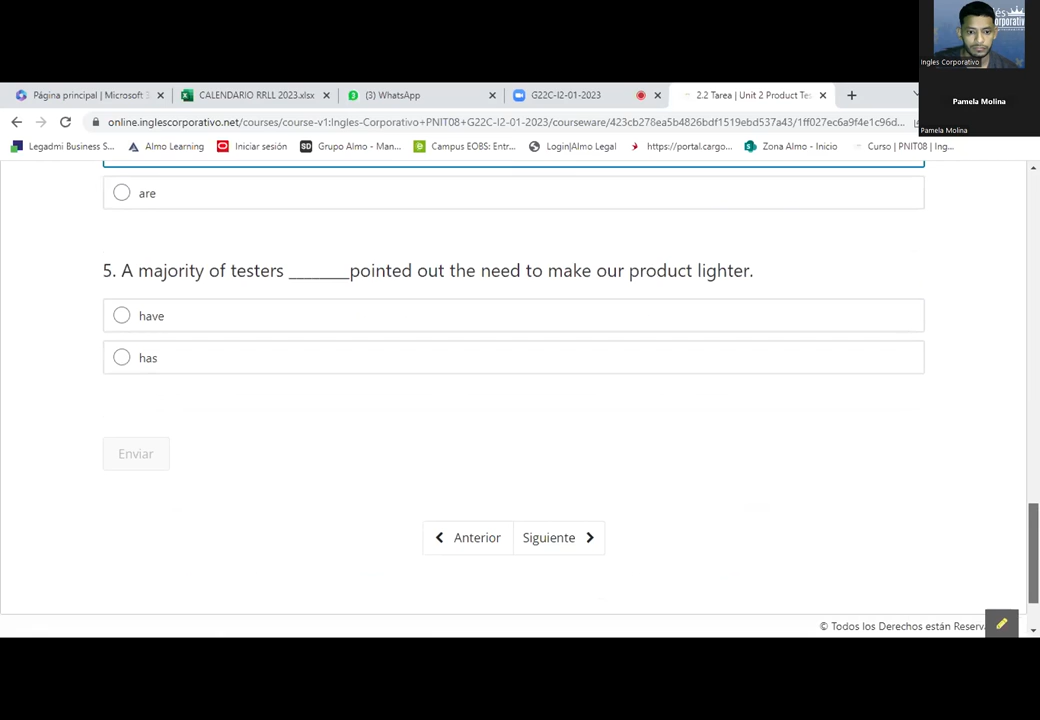 és
orporativo
Ingles Corporativo
Pamela Molina
Pamela Molina
Página principal | Microsoft
CALENDARIO RRLL 2023.xlsx
(3) WhatsApp
G22C-I2-01-2023
2.2 Tarea | Unit 2 Product Tes
online.inglescorporativo.net/courses/course-v1:Ingles-Corporativo+PNIT08+G22C-I2-01-2023/courseware/423cb278ea5b4826bdf1519ebd537a43/1ff027ec6a9f4e1c96d...
Legadmi Business S...
Almo Learning
Iniciar sesión
Grupo Almo - Man...
Campus EOBS: Entr...
Login|Almo Legal
https://portal.cargo...
Zona Almo - Inicio
Curso | PNIT08 | Ing...
are
5. A majority of testers _______pointed out the need to make our product lighter.
have
has
Enviar
Anterior
Siguiente
© Todos los Derechos están Reserv